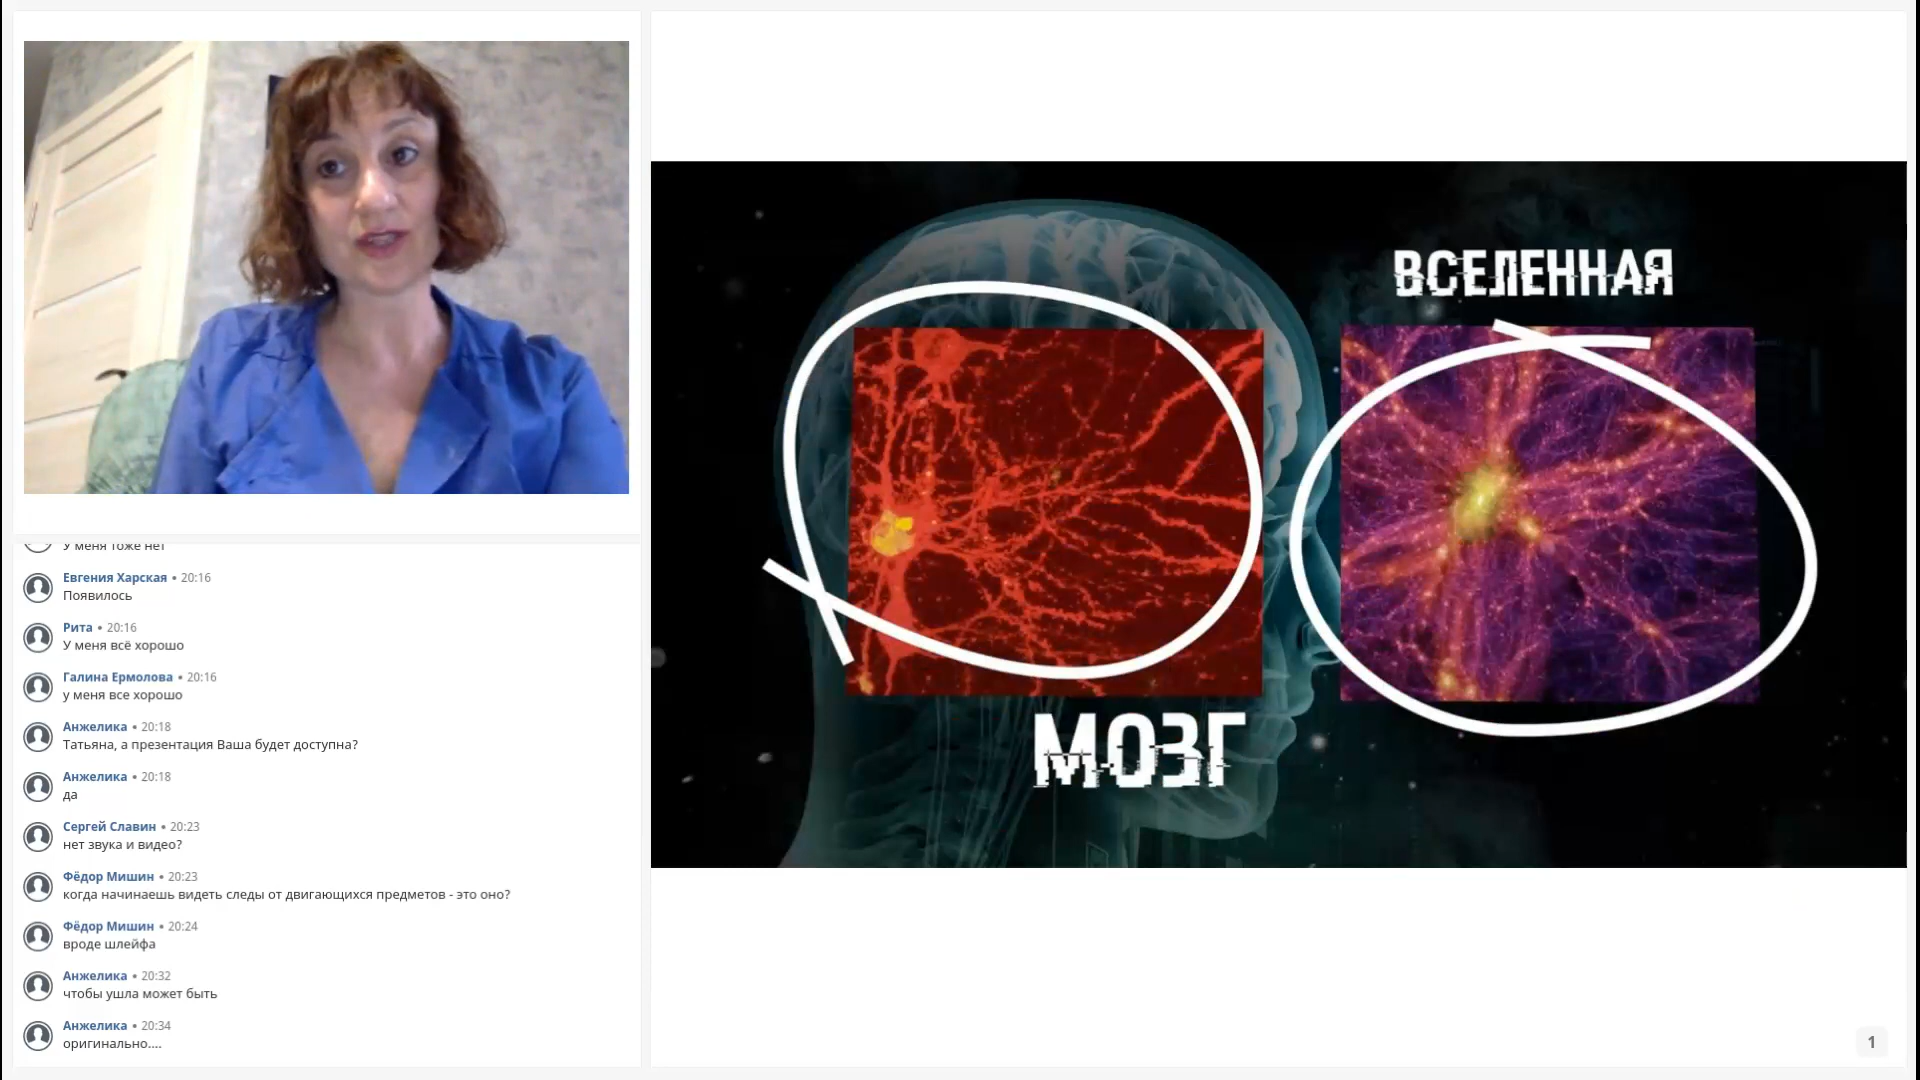 У меня тоже нет
Евгения Харская • 20:16
Появилось
Рита • 20:16
У меня всё хорошо
Галина Ермолова • 20:16
у меня все хорошо
Анжелика • 20:18
Татьяна, а презентация Ваша будет доступна?
Анжелика • 20:18
да
Сергей Славин • 20:23
нет звука и видео?
Фёдор Мишин • 20:23
когда начинаешь видеть следы от двигающихся предметов - это оно?
Фёдор Мишин • 20:24
вроде шлейфа
Анжелика • 20:32
чтобы ушла может быть
Анжелика • 20:34
оригинально....
ВСЕЛЕННАЯ
МОЗГ
1